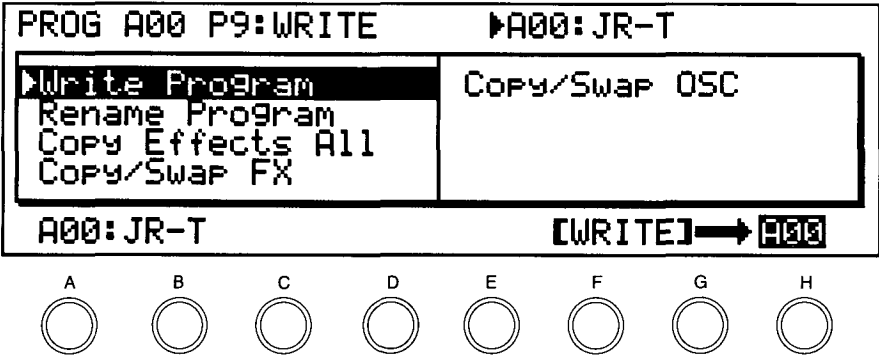 PROG A00 P9:WRITE ▶A00:JR-T
▶Write Program
Rename Program
Copy Effects All
Copy/Swap FX
Copy/Swap OSC
A00:JR-T [WRITE]➞A00
A B C D E F G H